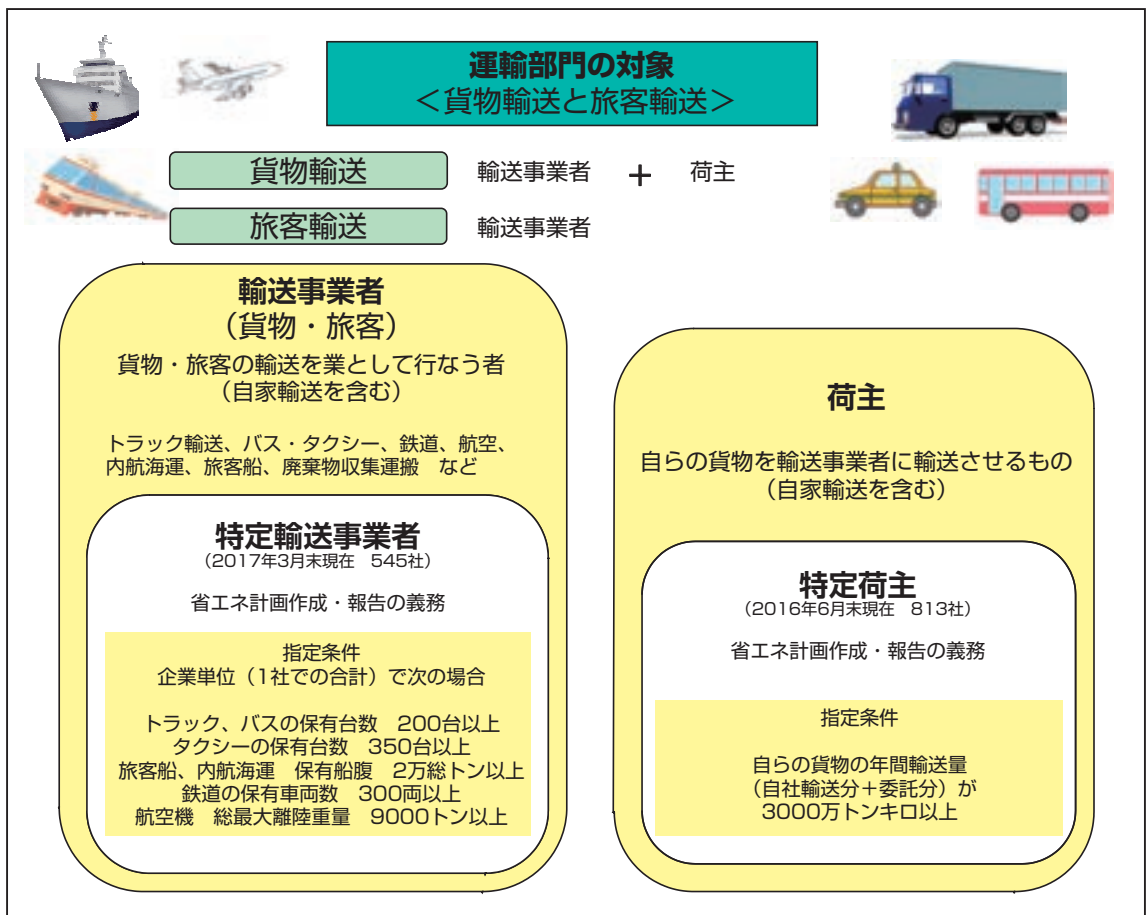 運輸部門の対象
＜貨物輸送と旅客輸送＞
貨物輸送　輸送事業者　＋　荷主
旅客輸送　輸送事業者
輸送事業者
（貨物・旅客）
貨物・旅客の輸送を業として行なう者
（自家輸送を含む）
トラック輸送、バス・タクシー、鉄道、航空、
内航海運、旅客船、廃棄物収集運搬　など
特定輸送事業者
（2017年3月末現在　545社）
省エネ計画作成・報告の義務
指定条件
企業単位（1社での合計）で次の場合
トラック、バスの保有台数　200台以上
タクシーの保有台数　350台以上
旅客船、内航海運　保有船腹　2万総トン以上
鉄道の保有車両数　300両以上
航空機　総最大離陸重量　9000トン以上
荷主
自らの貨物を輸送事業者に輸送させるもの
（自家輸送を含む）
特定荷主
（2016年6月末現在　813社）
省エネ計画作成・報告の義務
指定条件
自らの貨物の年間輸送量
（自社輸送分＋委託分）が
3000万トンキロ以上